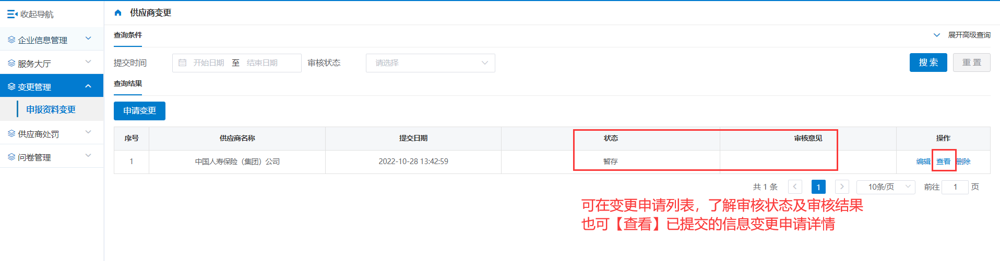 收起导航
企业信息管理
服务大厅
变更管理
申报资料变更
供应商处罚
问卷管理
供应商变更
查询条件
展开高级查询
提交时间 开始日期 至 结束日期 审核状态 请选择 搜索 重置
查询结果
申请变更
序号 供应商名称 提交日期 状态 审核意见 操作
1 中国人寿保险（集团）公司 2022-10-28 13:42:59 暂存 编辑 查看 删除
共 1 条 1 10条/页 前往 1 页
可在变更申请列表，了解审核状态及审核结果
也可【查看】已提交的信息变更申请详情